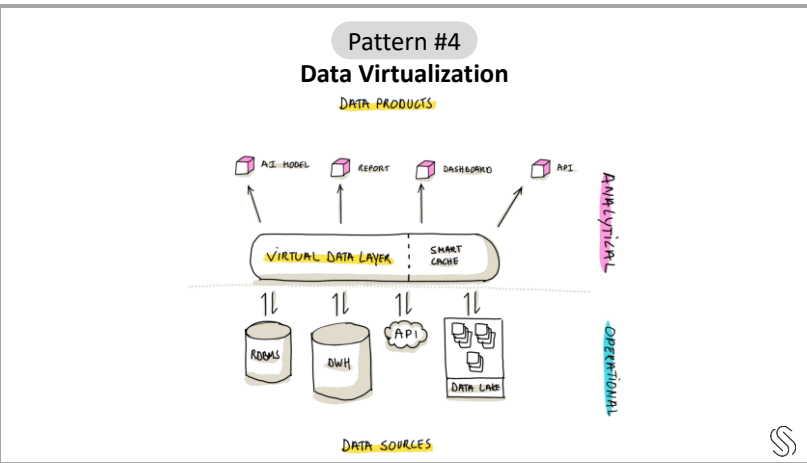 Pattern #4
Data Virtualization
DATA PRODUCTS
AI MODEL
REPORT
DASHBOARD
API
ANALYTICAL
VIRTUAL DATA LAYER
SMART
CACHE
RDBMS
DWH
API
DATA LAKE
OPERATIONAL
DATA SOURCES